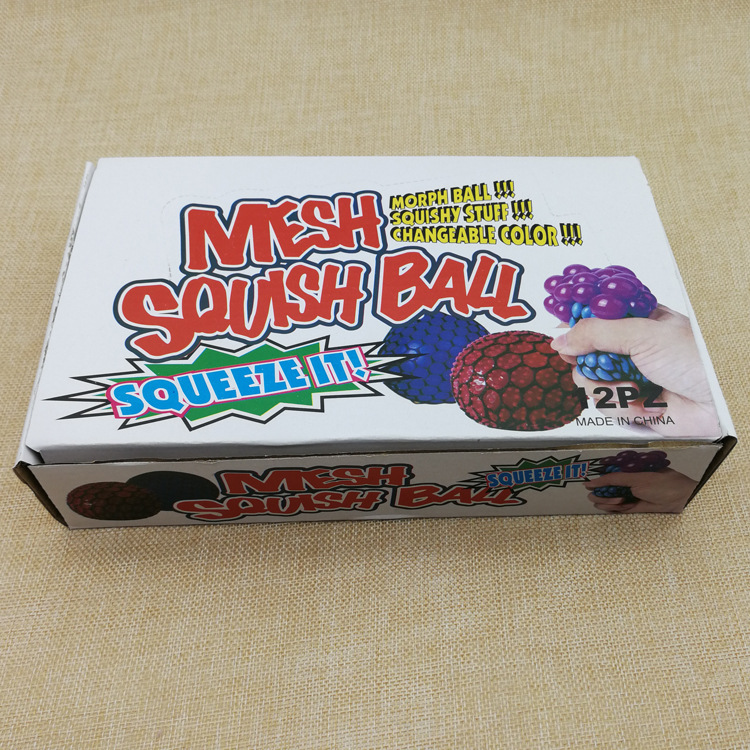 MESH
SQUISH BALL
MORPH BALL !!!
SQUISHY STUFF !!!
CHANGEABLE COLOR !!!
SQUEEZE IT!
12PZ
MADE IN CHINA
MESH
SQUISH BALL
SQUEEZE IT!